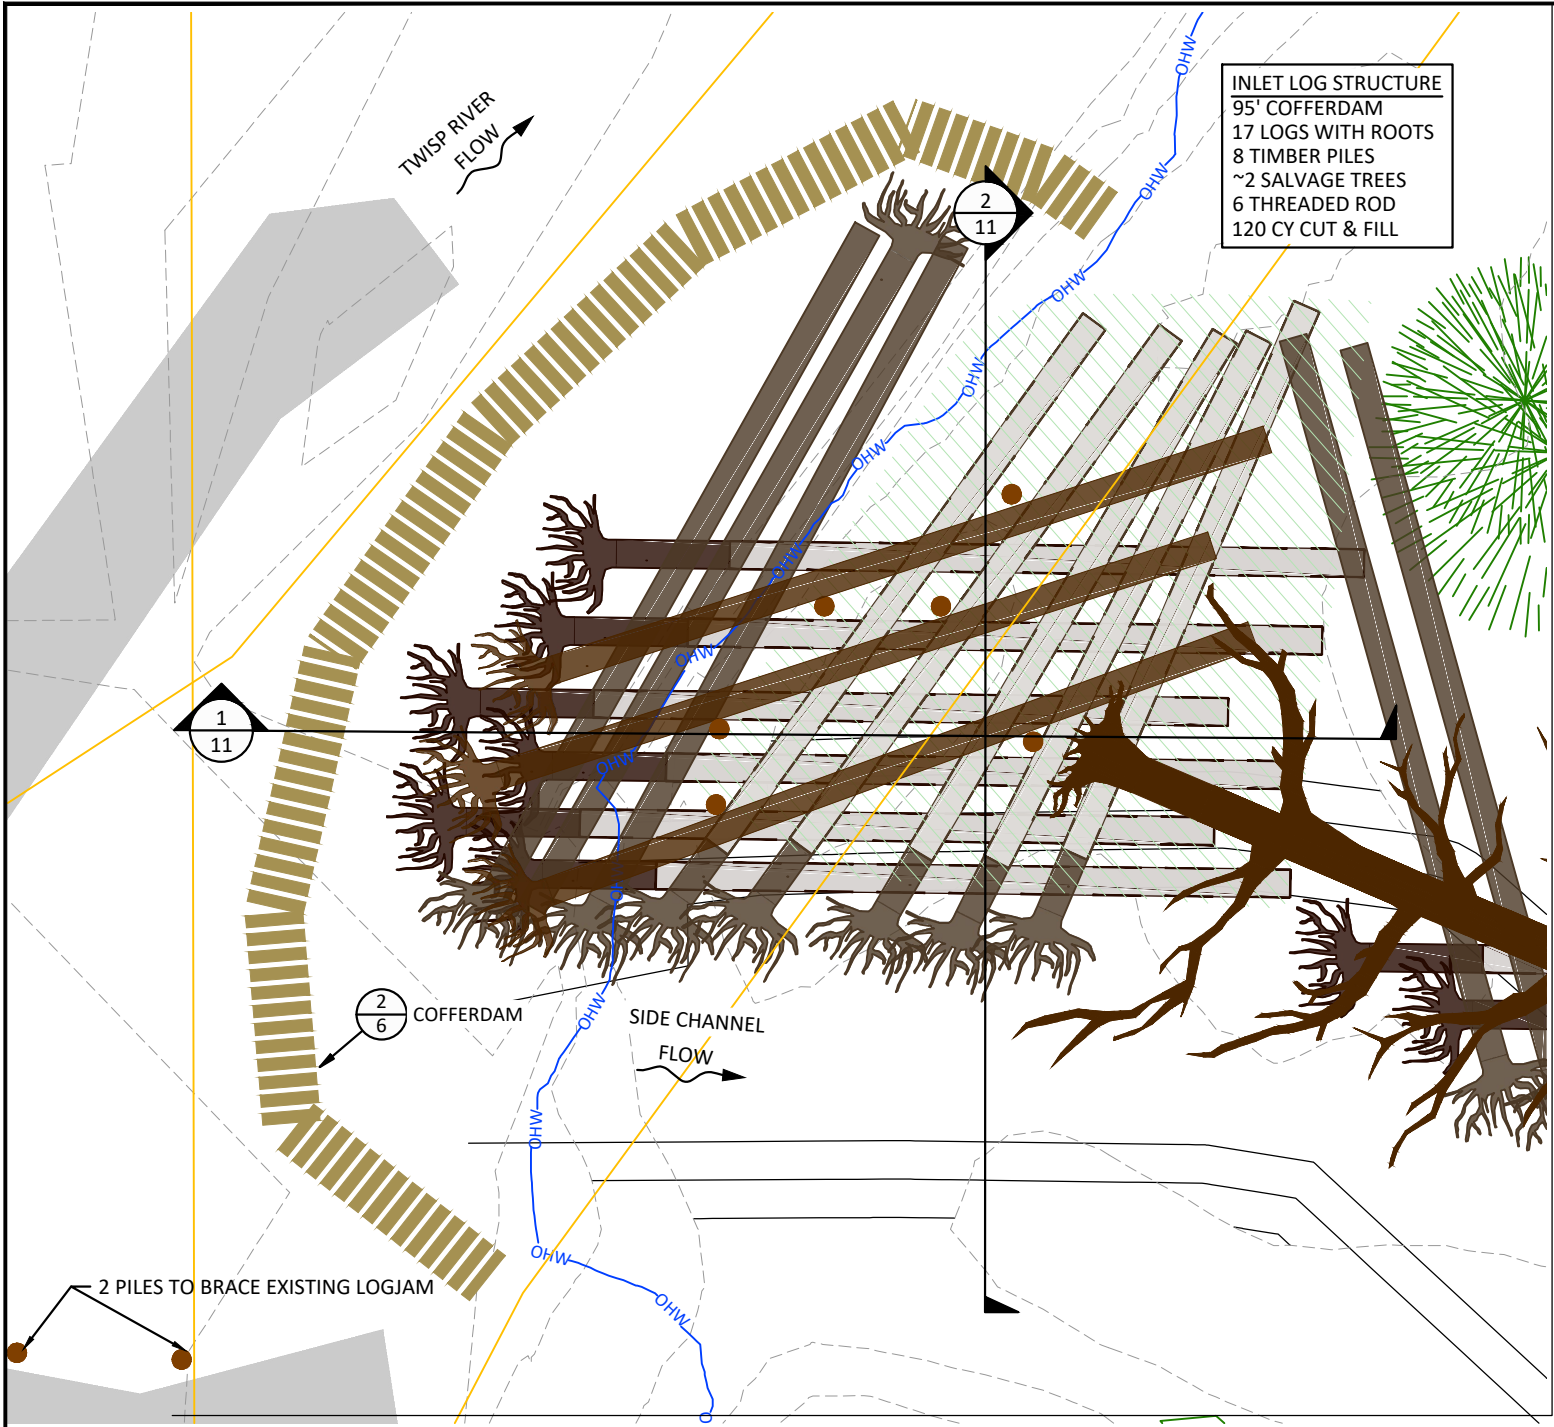 TWISP RIVER
FLOW
INLET LOG STRUCTURE
95' COFFERDAM
17 LOGS WITH ROOTS
8 TIMBER PILES
~2 SALVAGE TREES
6 THREADED ROD
120 CY CUT & FILL
2
11
OHW
OHW
OHW
OHW
OHW
OHW
OHW
OHW
OHW
OHW
OHW
OHW
OHW
1
11
2
6
COFFERDAM
SIDE CHANNEL
FLOW
2 PILES TO BRACE EXISTING LOGJAM
O